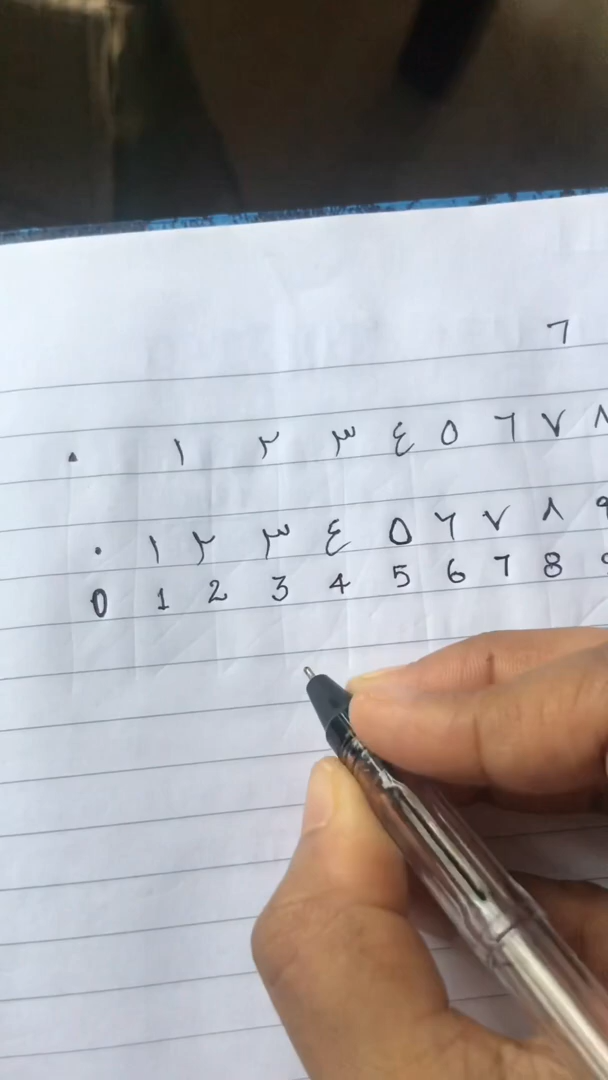 ٦
٠ ١ ٢ ٣ ٤ ٥ ٦ ٧ ٨
٠ ١ ٢ ٣ ٤ ٥ ٦ ٧ ٨ ٩
0 1 2 3 4 5 6 7 8